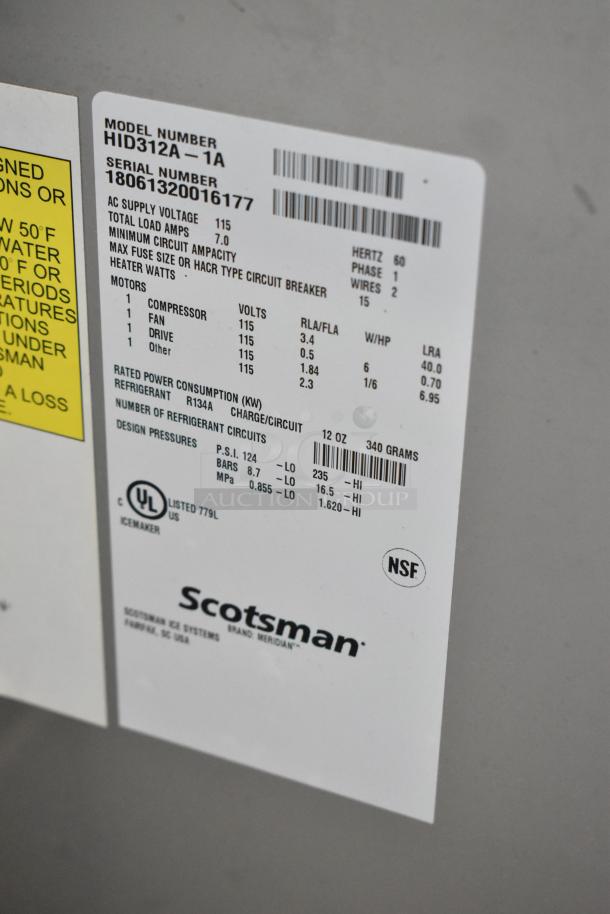 GNED
ONS OR
W 50°F
WATER
0°F OR
PERIODS
RATURES
TIONS
UNDER
SMAN
A LOSS
E.
MODEL NUMBER
HID312A-1A
SERIAL NUMBER
18061320016177
AC SUPPLY VOLTAGE 115 HERTZ 60
TOTAL LOAD AMPS 7.0 PHASE 1
MINIMUM CIRCUIT AMPACITY WIRES 2
MAX FUSE SIZE OR HACR TYPE CIRCUIT BREAKER 15
HEATER WATTS -
MOTORS VOLTS RLA/FLA W/HP LRA
1 COMPRESSOR 115 3.4 40.0
1 FAN 115 0.5 6 0.70
1 DRIVE 115 1.84 1/6 6.95
1 Other 115 2.3
RATED POWER CONSUMPTION (KW)
REFRIGERANT R134A CHARGE/CIRCUIT 12 OZ 340 GRAMS
NUMBER OF REFRIGERANT CIRCUITS
DESIGN PRESSURES P.S.I. 124 -LO 235 -HI
BARS 8.7 -LO 16.5 -HI
MPa 0.855 -LO 1.620 -HI
AUCTION GROUP
C UL US LISTED 779L
ICEMAKER
NSF
Scotsman
SCOTSMAN ICE SYSTEMS BRAND: MERIDIAN™
FAIRFAX, SC USA